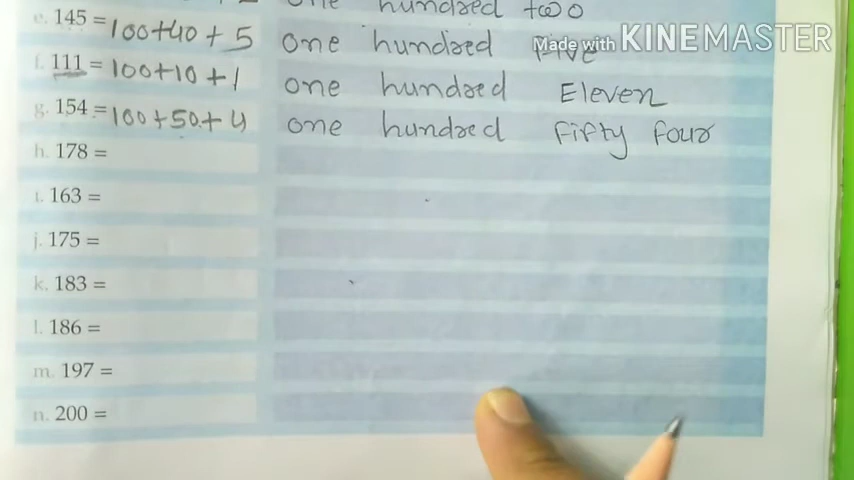 one hundred two
e. 145 = 100+40+5 one hundred Five
f. 111 = 100+10+1 one hundred Eleven
g. 154 = 100+50+4 one hundred Fifty four
h. 178 =
i. 163 =
j. 175 =
k. 183 =
l. 186 =
m. 197 =
n. 200 =
Made with KINEMASTER